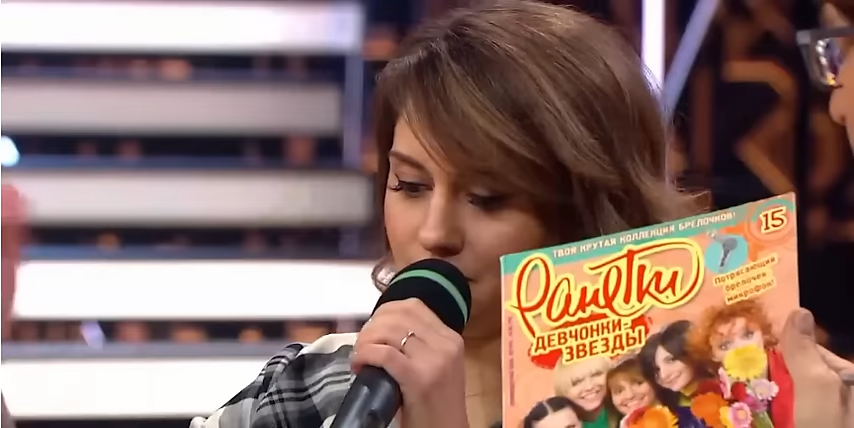 ТВОЯ КРУТАЯ КОЛЛЕКЦИЯ БРЕЛОЧКОВ!
15
Ранетки
ДЕВЧОНКИ-
ЗВЕЗДЫ
Потрясающий
брелочек
микрофон!